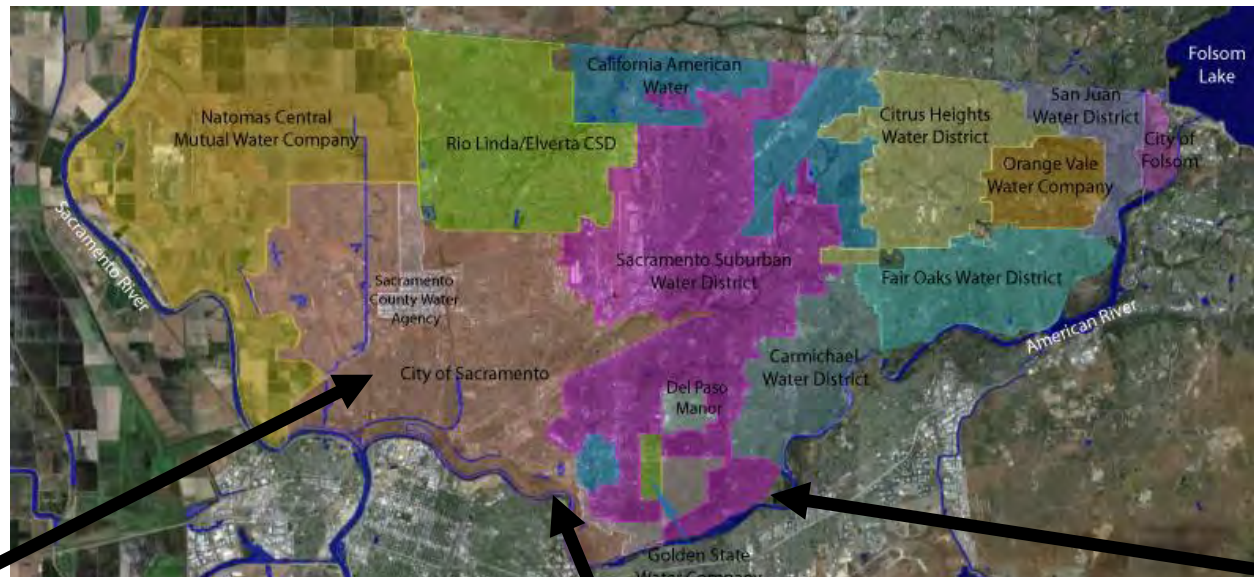 Folsom
Lake
California American
Water
San Juan
Water District
Natomas Central
Mutual Water Company
Citrus Heights
Water District
Rio Linda/Elverta CSD
City of
Folsom
Orange Vale
Water Company
Sacramento River
Sacramento Suburban
Water District
Sacramento
County Water
Agency
Fair Oaks Water District
American River
Carmichael
Water District
City of Sacramento
Del Paso
Manor
Golden State
Water Company